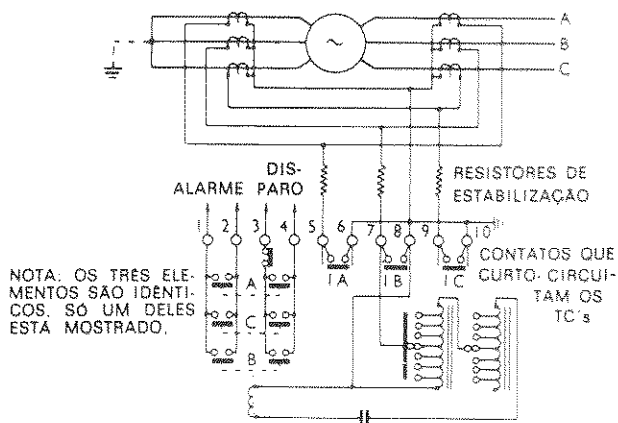 A
B
C
RESISTORES DE
ESTABILIZAÇÃO
DIS-
ALARME PARO
1 2 3 4 5 6 7 8 9 10
NOTA: OS TRÊS ELE-
MENTOS SÃO IDÊNTI-
COS. SÓ UM DELES
ESTÁ MOSTRADO.
IA
IB
IC
CONTATOS QUE
CURTO-CIRCUI-
TAM OS
TC's
A
C
B